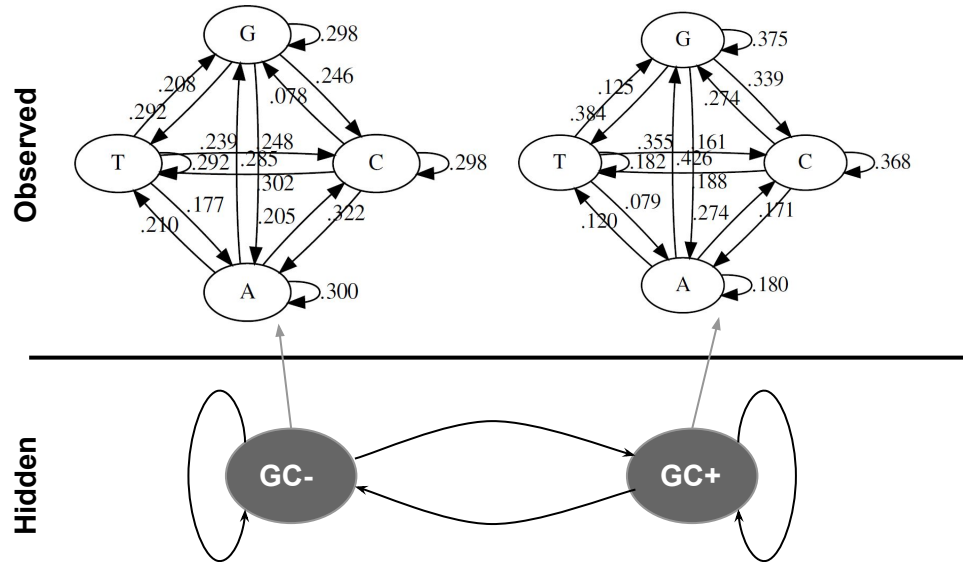 Observed
G
.298
.208
.246
.078
.292
.239
.248
T
.292
.285
C
.298
.302
.177
.205
.322
.210
A
.300
G
.375
.125
.339
.274
.384
.355
.161
T
.182
.426
C
.368
.188
.079
.274
.171
.120
A
.180
Hidden
GC-
GC+